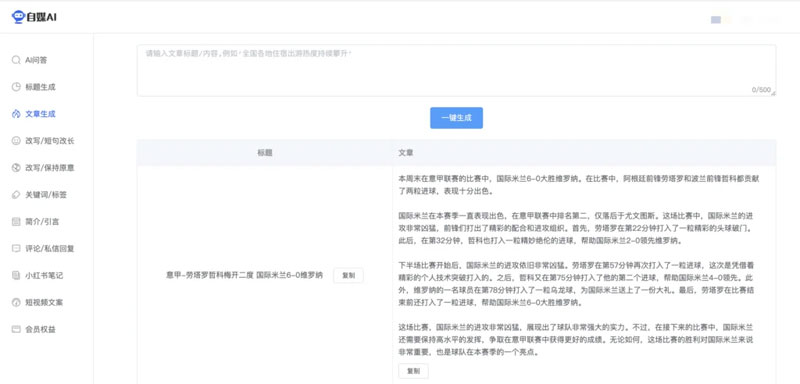 自媒AI
AI问答
标题生成
文章生成
改写/短句改长
改写/保持原意
关键词/标签
简介/引言
评论/私信回复
小红书笔记
短视频文案
会员权益
请输入文章标题/内容,例如“全国各地住宿出游热度持续攀升”
0/500
一键生成
标题
文章
意甲-劳塔罗哲科梅开二度 国际米兰6-0维罗纳
复制
本周末在意甲联赛的比赛中，国际米兰6-0大胜维罗纳。在比赛中，阿根廷前锋劳塔罗和波兰前锋哲科都贡献
了两粒进球，表现十分出色。
国际米兰在本赛季一直表现出色，在意甲联赛中排名第二，仅落后于尤文图斯。这场比赛中，国际米兰的进
攻非常凶猛，前锋们打出了精彩的配合和进攻组织。首先，劳塔罗在第22分钟打入了一粒精彩的头球破门。
此后，在第32分钟，哲科也打入一粒精妙绝伦的进球，帮助国际米兰2-0领先维罗纳。
下半场比赛开始后，国际米兰的进攻依旧非常凶猛。劳塔罗在第57分钟再次打入了一粒进球，这次是凭借着
精彩的个人技术突破打入的。之后，哲科又在第75分钟打入了他的第二个进球，帮助国际米兰4-0领先。此
外，维罗纳的一名球员在第78分钟打入了一粒乌龙球，为国际米兰送上了一份大礼。最后，劳塔罗在比赛结
束前还打入了一粒进球，帮助国际米兰6-0大胜维罗纳。
这场比赛，国际米兰的进攻非常凶猛，展现出了球队非常强大的实力。不过，在接下来的比赛中，国际米兰
还需要保持高水平的发挥，争取在意甲联赛中获得更好的成绩。无论如何，这场比赛的胜利对国际米兰来说
非常重要，也是球队在本赛季的一个亮点。
复制